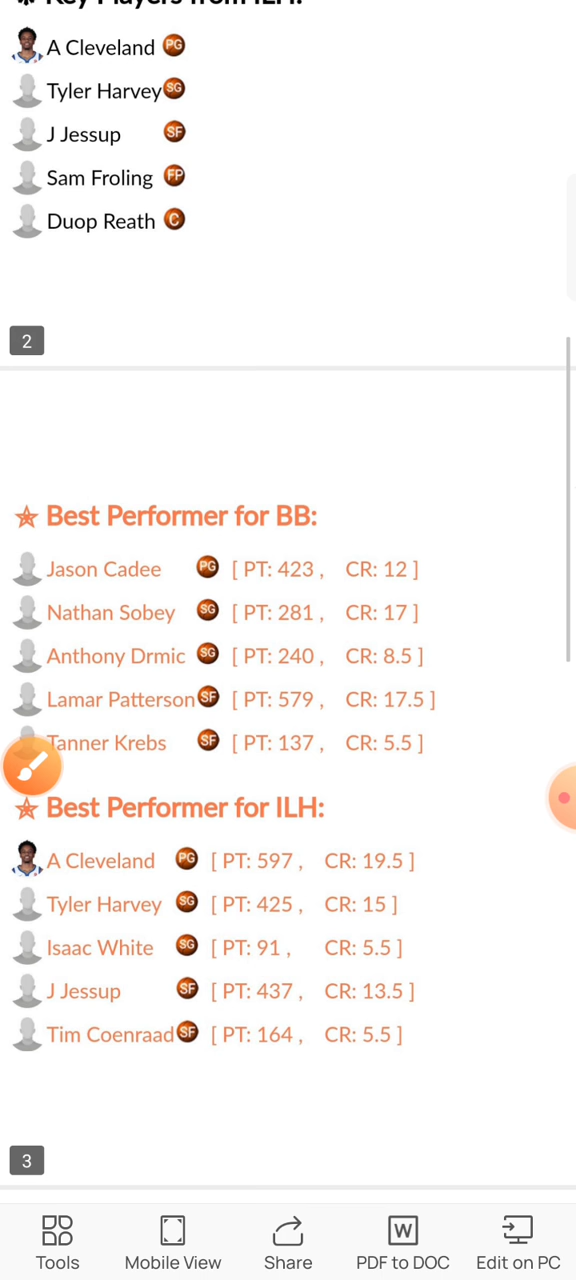 A Cleveland PG
Tyler Harvey SG
J Jessup SF
Sam Froling FP
Duop Reath C
2
Best Performer for BB:
Jason Cadee PG [ PT: 423 , CR: 12 ]
Nathan Sobey SG [ PT: 281 , CR: 17 ]
Anthony Drmic SG [ PT: 240 , CR: 8.5 ]
Lamar Patterson SF [ PT: 579 , CR: 17.5 ]
Tanner Krebs SF [ PT: 137 , CR: 5.5 ]
Best Performer for ILH:
A Cleveland PG [ PT: 597 , CR: 19.5 ]
Tyler Harvey SG [ PT: 425 , CR: 15 ]
Isaac White SG [ PT: 91 , CR: 5.5 ]
J Jessup SF [ PT: 437 , CR: 13.5 ]
Tim Coenraad SF [ PT: 164 , CR: 5.5 ]
3
W
Tools Mobile View Share PDF to DOC Edit on PC